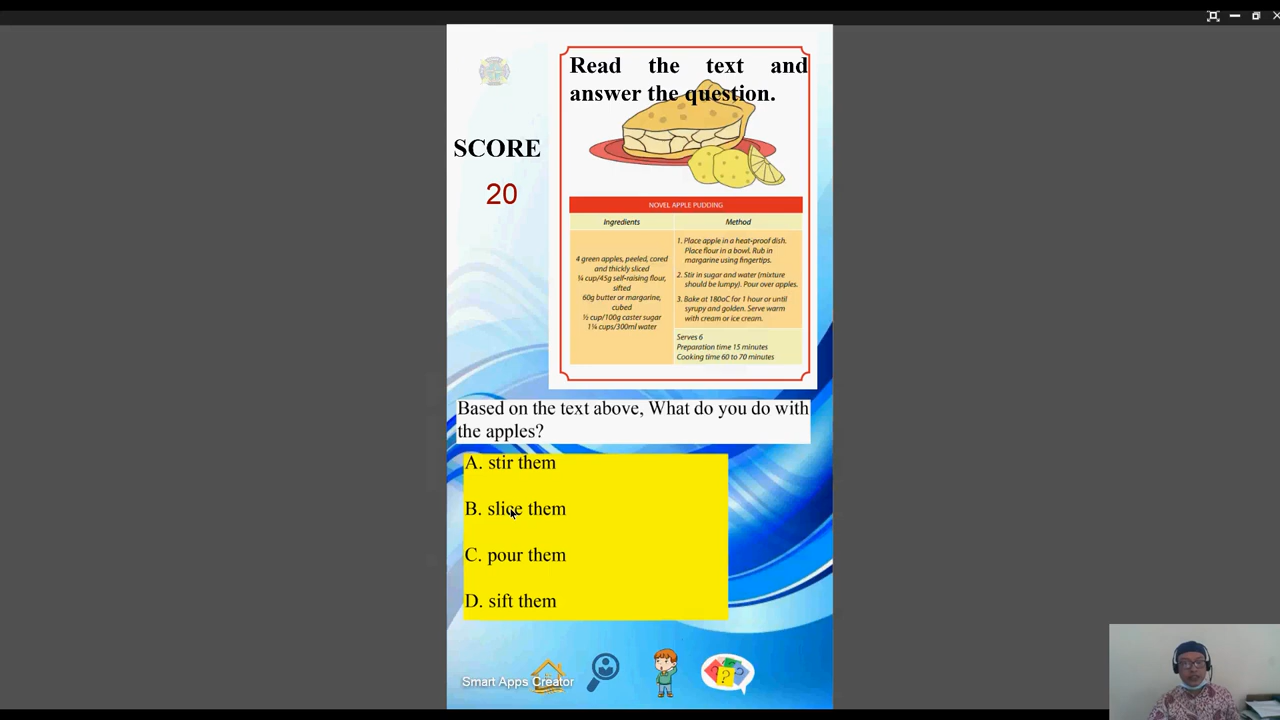 Read the text and
answer the question.
SCORE
20
NOVEL APPLE PUDDING
Ingredients
Method
4 green apples, peeled, cored
and thickly sliced
¼ cup/45g self-raising flour,
sifted
60g butter or margarine,
cubed
½ cup/100g caster sugar
1¼ cups/300ml water
1. Place apple in a heat-proof dish.
Place flour in a bowl. Rub in
margarine using fingertips.
2. Stir in sugar and water (mixture
should be lumpy). Pour over apples.
3. Bake at 180oC for 1 hour or until
syrupy and golden. Serve warm
with cream or ice cream.
Serves 6
Preparation time 15 minutes
Cooking time 60 to 70 minutes
Based on the text above, What do you do with
the apples?
A. stir them
B. slice them
C. pour them
D. sift them
Smart Apps Creator